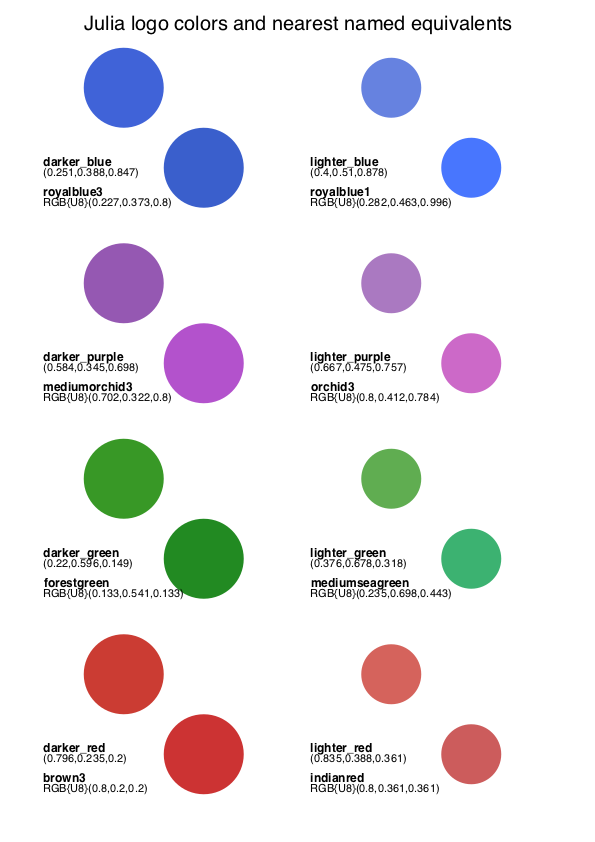 Julia logo colors and nearest named equivalents
darker_blue
(0.251,0.388,0.847)
royalblue3
RGB{U8}(0.227,0.373,0.8)
lighter_blue
(0.4,0.51,0.878)
royalblue1
RGB{U8}(0.282,0.463,0.996)
darker_purple
(0.584,0.345,0.698)
mediumorchid3
RGB{U8}(0.702,0.322,0.8)
lighter_purple
(0.667,0.475,0.757)
orchid3
RGB{U8}(0.8,0.412,0.784)
darker_green
(0.22,0.596,0.149)
forestgreen
RGB{U8}(0.133,0.541,0.133)
lighter_green
(0.376,0.678,0.318)
mediumseagreen
RGB{U8}(0.235,0.698,0.443)
darker_red
(0.796,0.235,0.2)
brown3
RGB{U8}(0.8,0.2,0.2)
lighter_red
(0.835,0.388,0.361)
indianred
RGB{U8}(0.8,0.361,0.361)